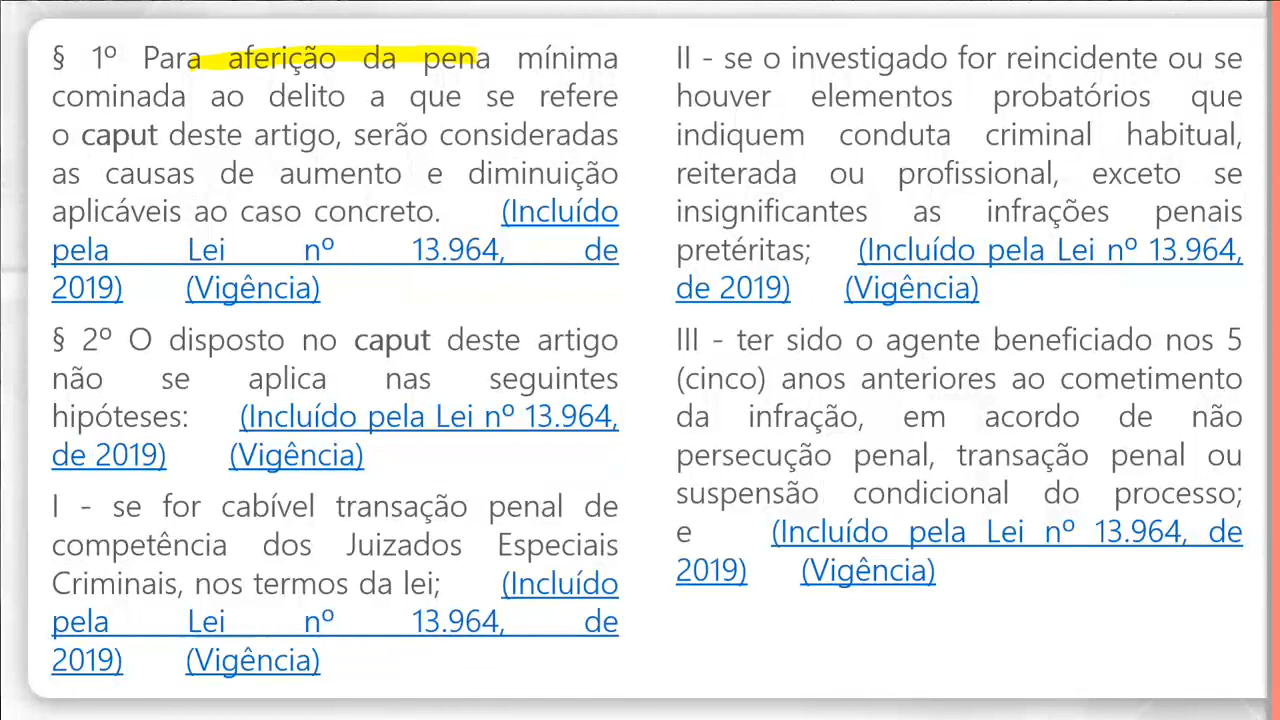 § 1º Para aferição da pena mínima
cominada ao delito a que se refere
o caput deste artigo, serão consideradas
as causas de aumento e diminuição
aplicáveis ao caso concreto. (Incluído
pela Lei nº 13.964, de
2019) (Vigência)
§ 2º O disposto no caput deste artigo
não se aplica nas seguintes
hipóteses: (Incluído pela Lei nº 13.964,
de 2019) (Vigência)
I - se for cabível transação penal de
competência dos Juizados Especiais
Criminais, nos termos da lei; (Incluído
pela Lei nº 13.964, de
2019) (Vigência)
II - se o investigado for reincidente ou se
houver elementos probatórios que
indiquem conduta criminal habitual,
reiterada ou profissional, exceto se
insignificantes as infrações penais
pretéritas; (Incluído pela Lei nº 13.964,
de 2019) (Vigência)
III - ter sido o agente beneficiado nos 5
(cinco) anos anteriores ao cometimento
da infração, em acordo de não
persecução penal, transação penal ou
suspensão condicional do processo;
e (Incluído pela Lei nº 13.964, de
2019) (Vigência)